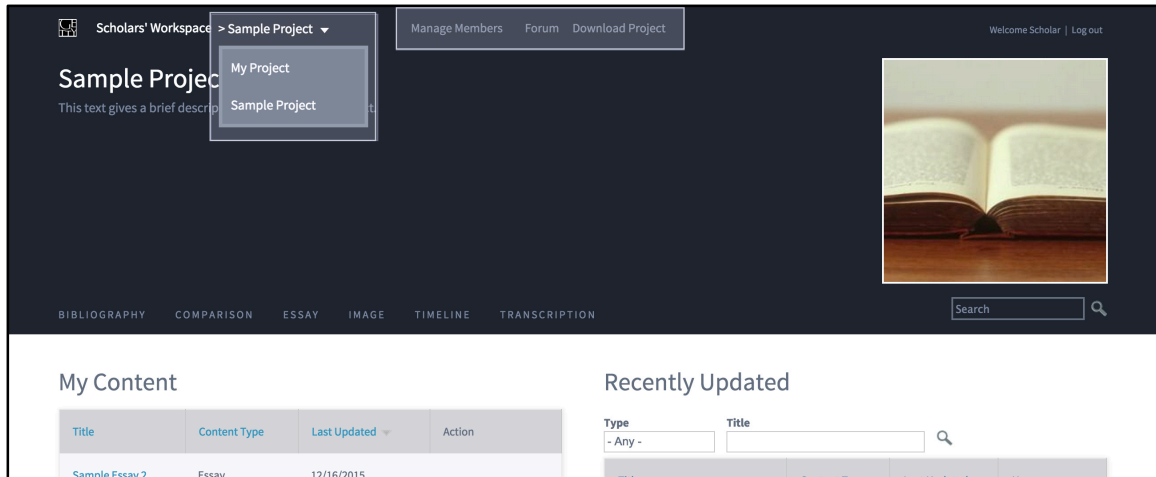 Scholars' Workspace > Sample Project
Manage Members Forum Download Project
Welcome Scholar | Log out
My Project
Sample Project
Sample Projec
This text gives a brief descrip
BIBLIOGRAPHY COMPARISON ESSAY IMAGE TIMELINE TRANSCRIPTION
Search
My Content
Title Content Type Last Updated Action
Sample Essay 2 Essay 12/16/2015
Recently Updated
Type Title
- Any -